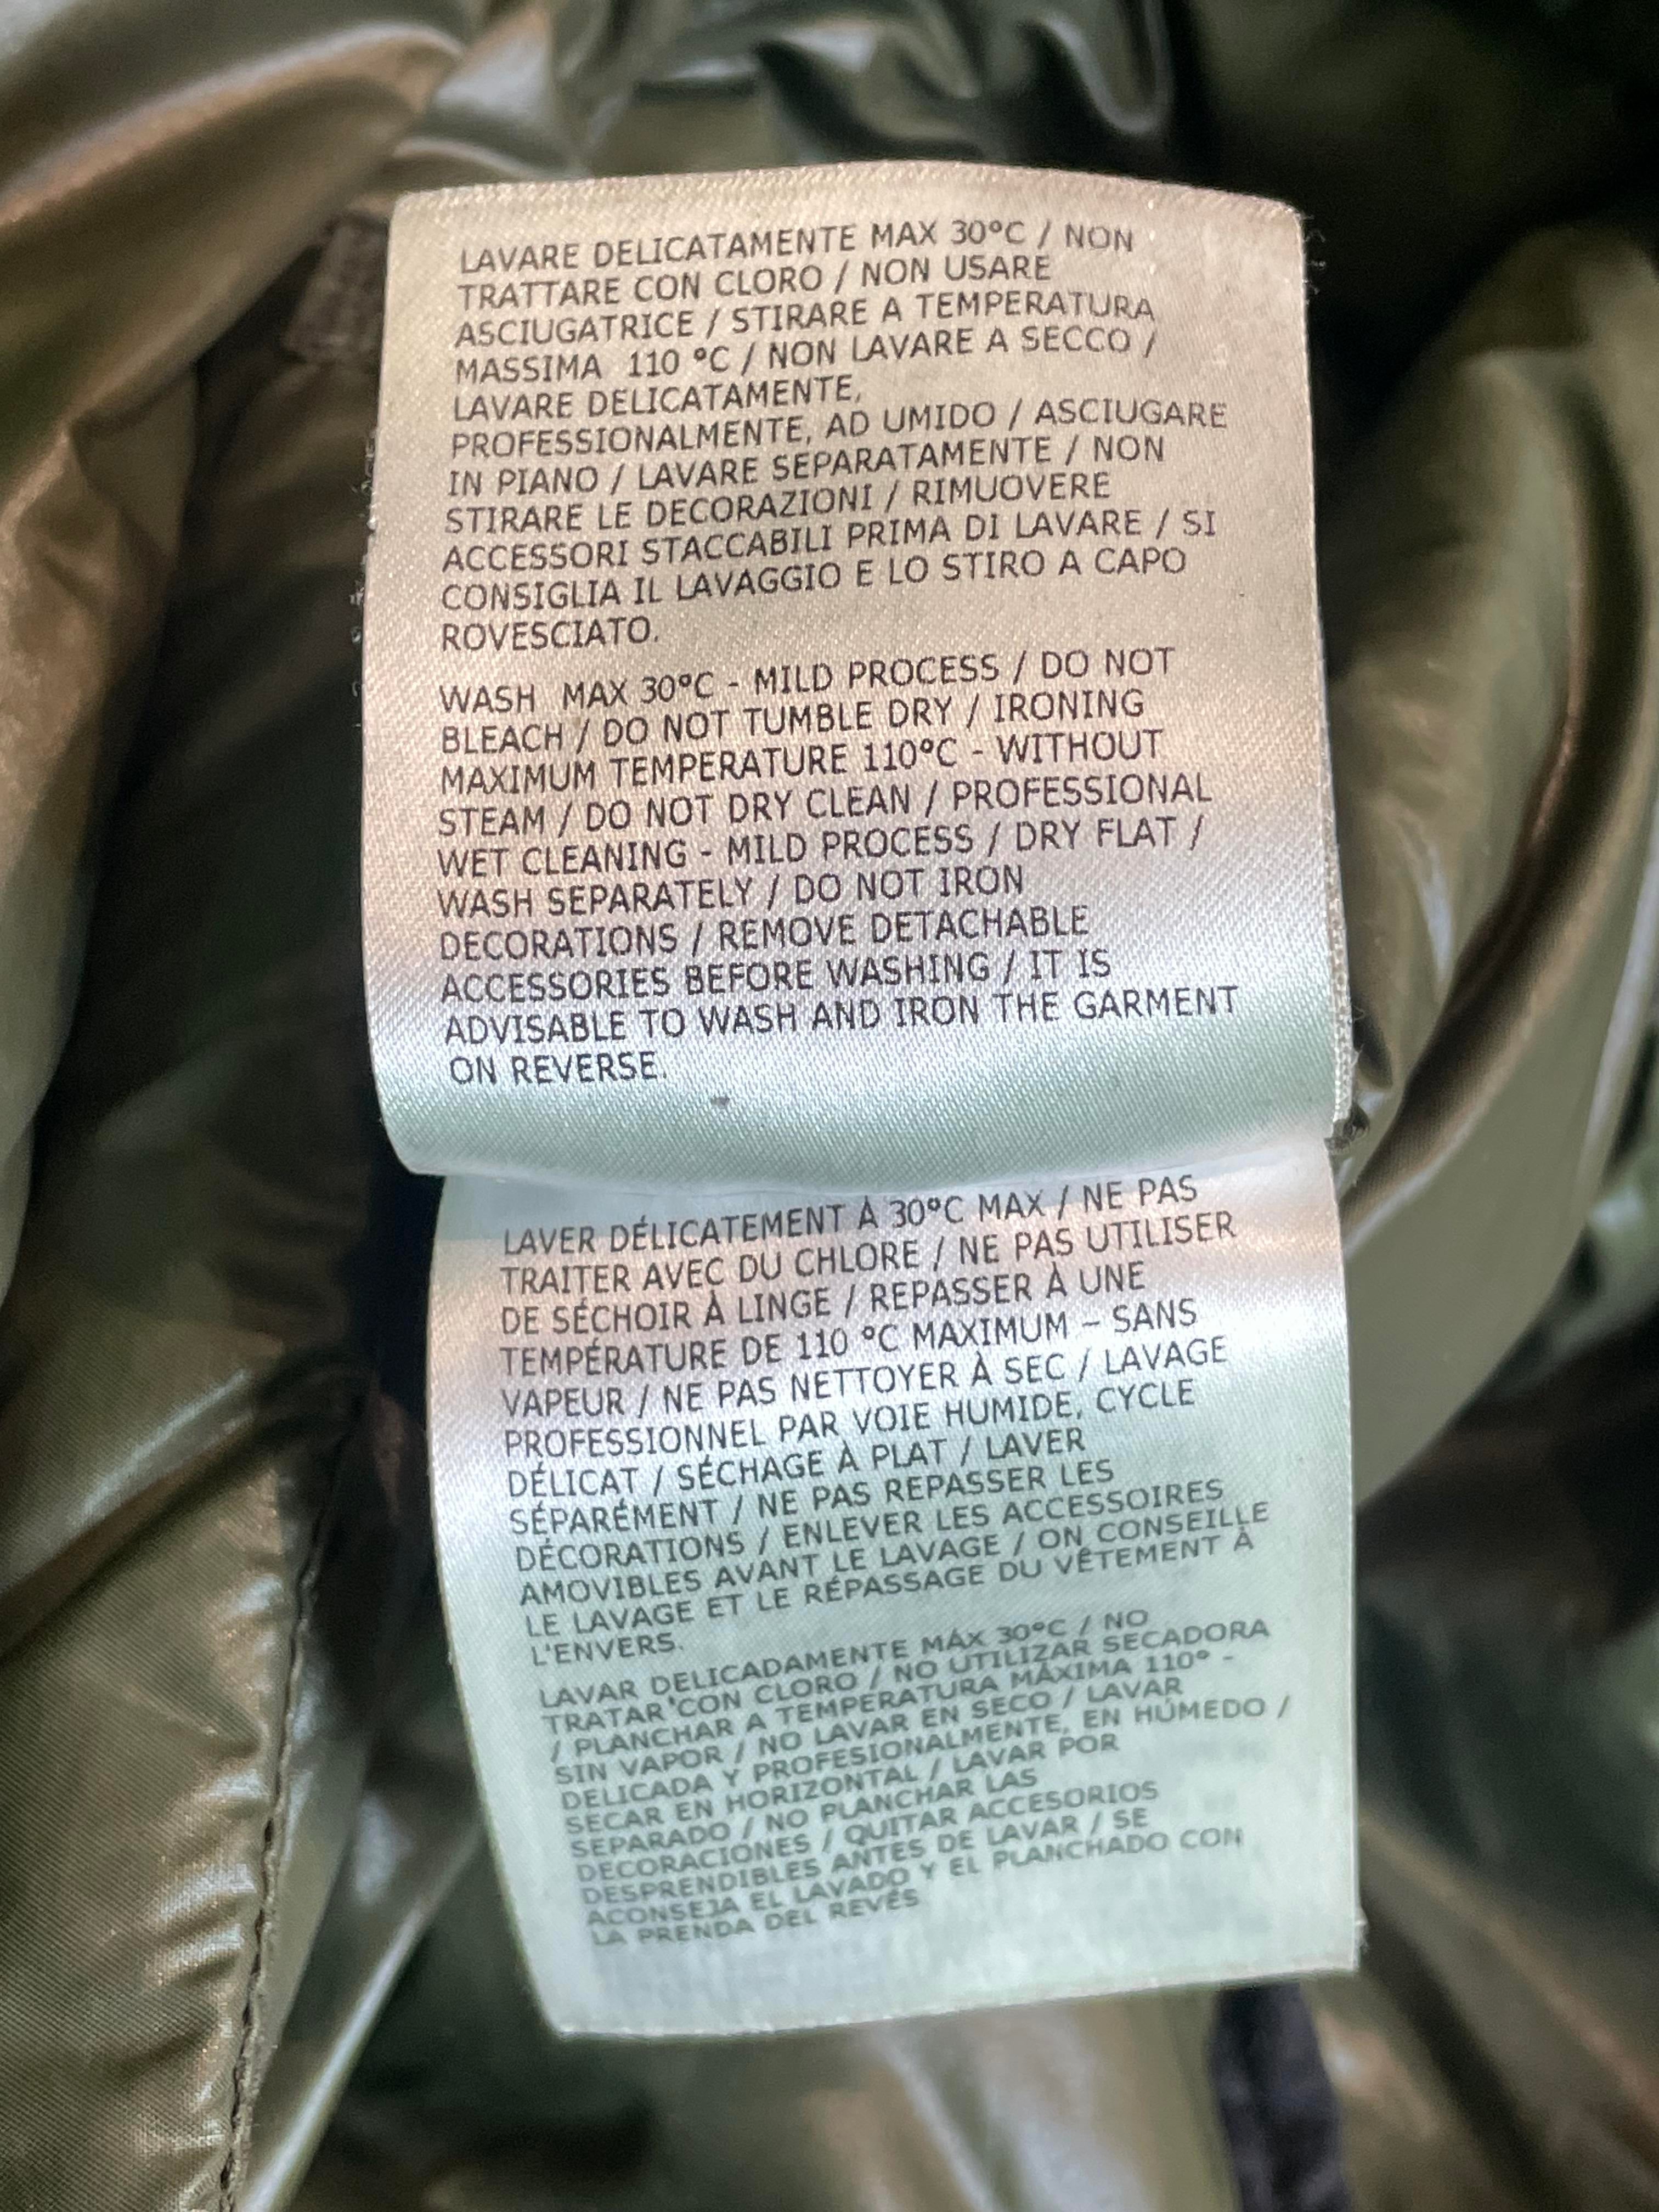 LAVARE DELICATAMENTE MAX 30°C / NON
TRATTARE CON CLORO / NON USARE
ASCIUGATRICE / STIRARE A TEMPERATURA
MASSIMA 110 °C / NON LAVARE A SECCO /
LAVARE DELICATAMENTE,
PROFESSIONALMENTE, AD UMIDO / ASCIUGARE
IN PIANO / LAVARE SEPARATAMENTE / NON
STIRARE LE DECORAZIONI / RIMUOVERE
ACCESSORI STACCABILI PRIMA DI LAVARE / SI
CONSIGLIA IL LAVAGGIO E LO STIRO A CAPO
ROVESCIATO.
WASH MAX 30°C - MILD PROCESS / DO NOT
BLEACH / DO NOT TUMBLE DRY / IRONING
MAXIMUM TEMPERATURE 110°C - WITHOUT
STEAM / DO NOT DRY CLEAN / PROFESSIONAL
WET CLEANING - MILD PROCESS / DRY FLAT /
WASH SEPARATELY / DO NOT IRON
DECORATIONS / REMOVE DETACHABLE
ACCESSORIES BEFORE WASHING / IT IS
ADVISABLE TO WASH AND IRON THE GARMENT
ON REVERSE.
LAVER DÉLICATEMENT À 30°C MAX / NE PAS
TRAITER AVEC DU CHLORE / NE PAS UTILISER
DE SÉCHOIR À LINGE / REPASSER À UNE
TEMPÉRATURE DE 110 °C MAXIMUM – SANS
VAPEUR / NE PAS NETTOYER À SEC / LAVAGE
PROFESSIONNEL PAR VOIE HUMIDE, CYCLE
DÉLICAT / SÉCHAGE À PLAT / LAVER
SÉPARÉMENT / NE PAS REPASSER LES
DÉCORATIONS / ENLEVER LES ACCESSOIRES
AMOVIBLES AVANT LE LAVAGE / ON CONSEILLE
LE LAVAGE ET LE RÉPASSAGE DU VÊTEMENT À
L'ENVERS.
LAVAR DELICADAMENTE MÁX 30°C / NO
TRATAR CON CLORO / NO UTILIZAR SECADORA
/ PLANCHAR A TEMPERATURA MÁXIMA 110° -
SIN VAPOR / NO LAVAR EN SECO / LAVAR
DELICADA Y PROFESIONALMENTE, EN HÚMEDO /
SECAR EN HORIZONTAL / LAVAR POR
SEPARADO / NO PLANCHAR LAS
DECORACIONES / QUITAR ACCESORIOS
DESPRENDIBLES ANTES DE LAVAR / SE
ACONSEJA EL LAVADO Y EL PLANCHADO CON
LA PRENDA DEL REVÉS